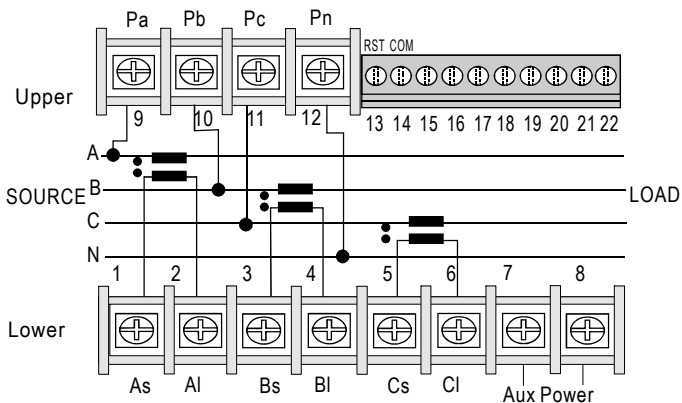 Pa Pb Pc Pn
RST COM
Upper
9 10 11 12 13 14 15 16 17 18 19 20 21 22
A
SOURCE B LOAD
C
N
1 2 3 4 5 6 7 8
Lower
As Al Bs Bl Cs Cl Aux Power